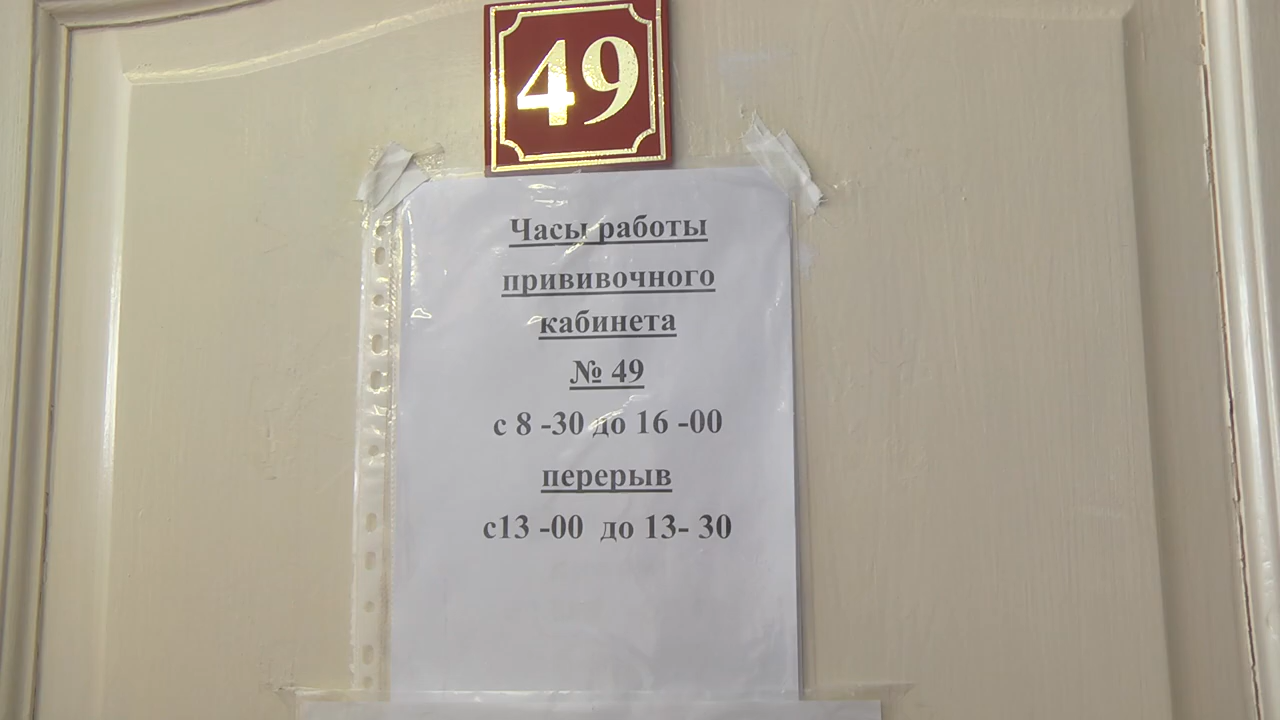 49
Часы работы
прививочного
кабинета
№ 49
с 8 -30 до 16 -00
перерыв
с13 -00 до 13- 30